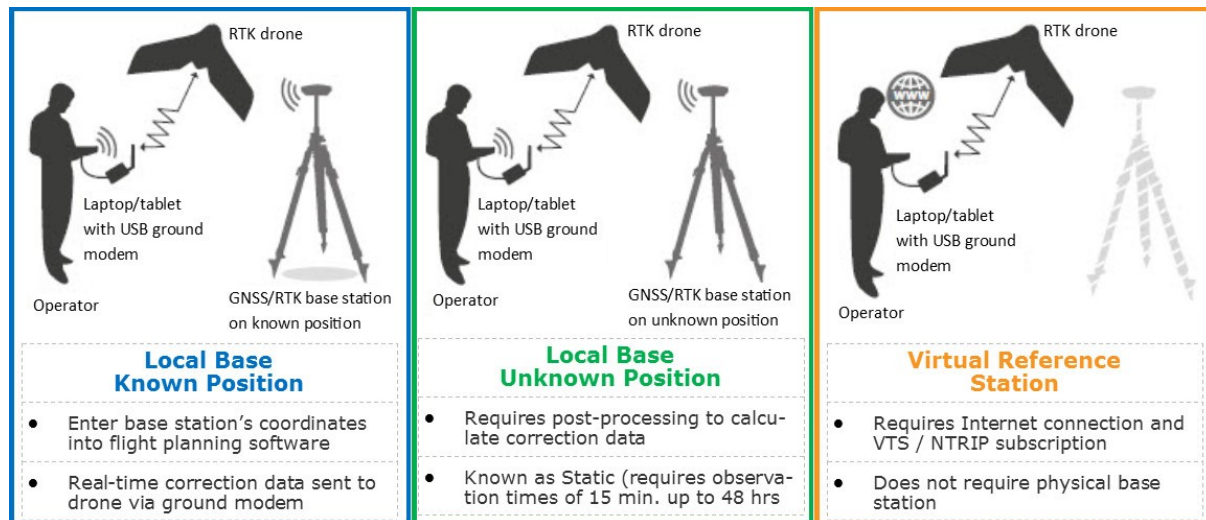 RTK drone
Laptop/tablet
with USB ground
modem
Operator
GNSS/RTK base station
on known position
Local Base
Known Position
● Enter base station's coordinates
into flight planning software
● Real-time correction data sent to
drone via ground modem
RTK drone
Laptop/tablet
with USB ground
modem
Operator
GNSS/RTK base station
on unknown position
Local Base
Unknown Position
● Requires post-processing to calcu-
late correction data
● Known as Static (requires observa-
tion times of 15 min. up to 48 hrs
RTK drone
www
Laptop/tablet
with USB ground
modem
Operator
Virtual Reference
Station
● Requires Internet connection and
VTS / NTRIP subscription
● Does not require physical base
station